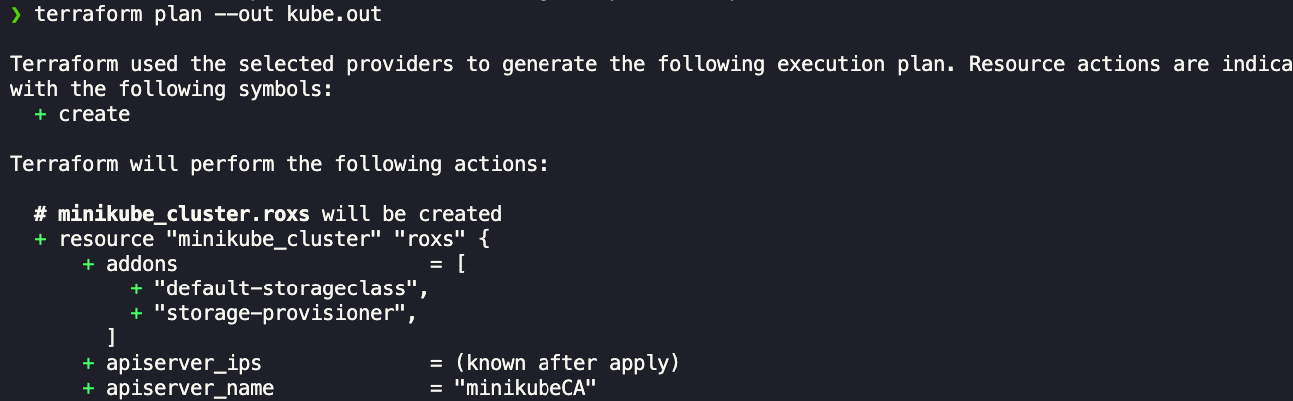 ❯ terraform plan --out kube.out
Terraform used the selected providers to generate the following execution plan. Resource actions are indica
with the following symbols:
+ create
Terraform will perform the following actions:
# minikube_cluster.roxs will be created
+ resource "minikube_cluster" "roxs" {
+ addons = [
+ "default-storageclass",
+ "storage-provisioner",
]
+ apiserver_ips = (known after apply)
+ apiserver_name = "minikubeCA"